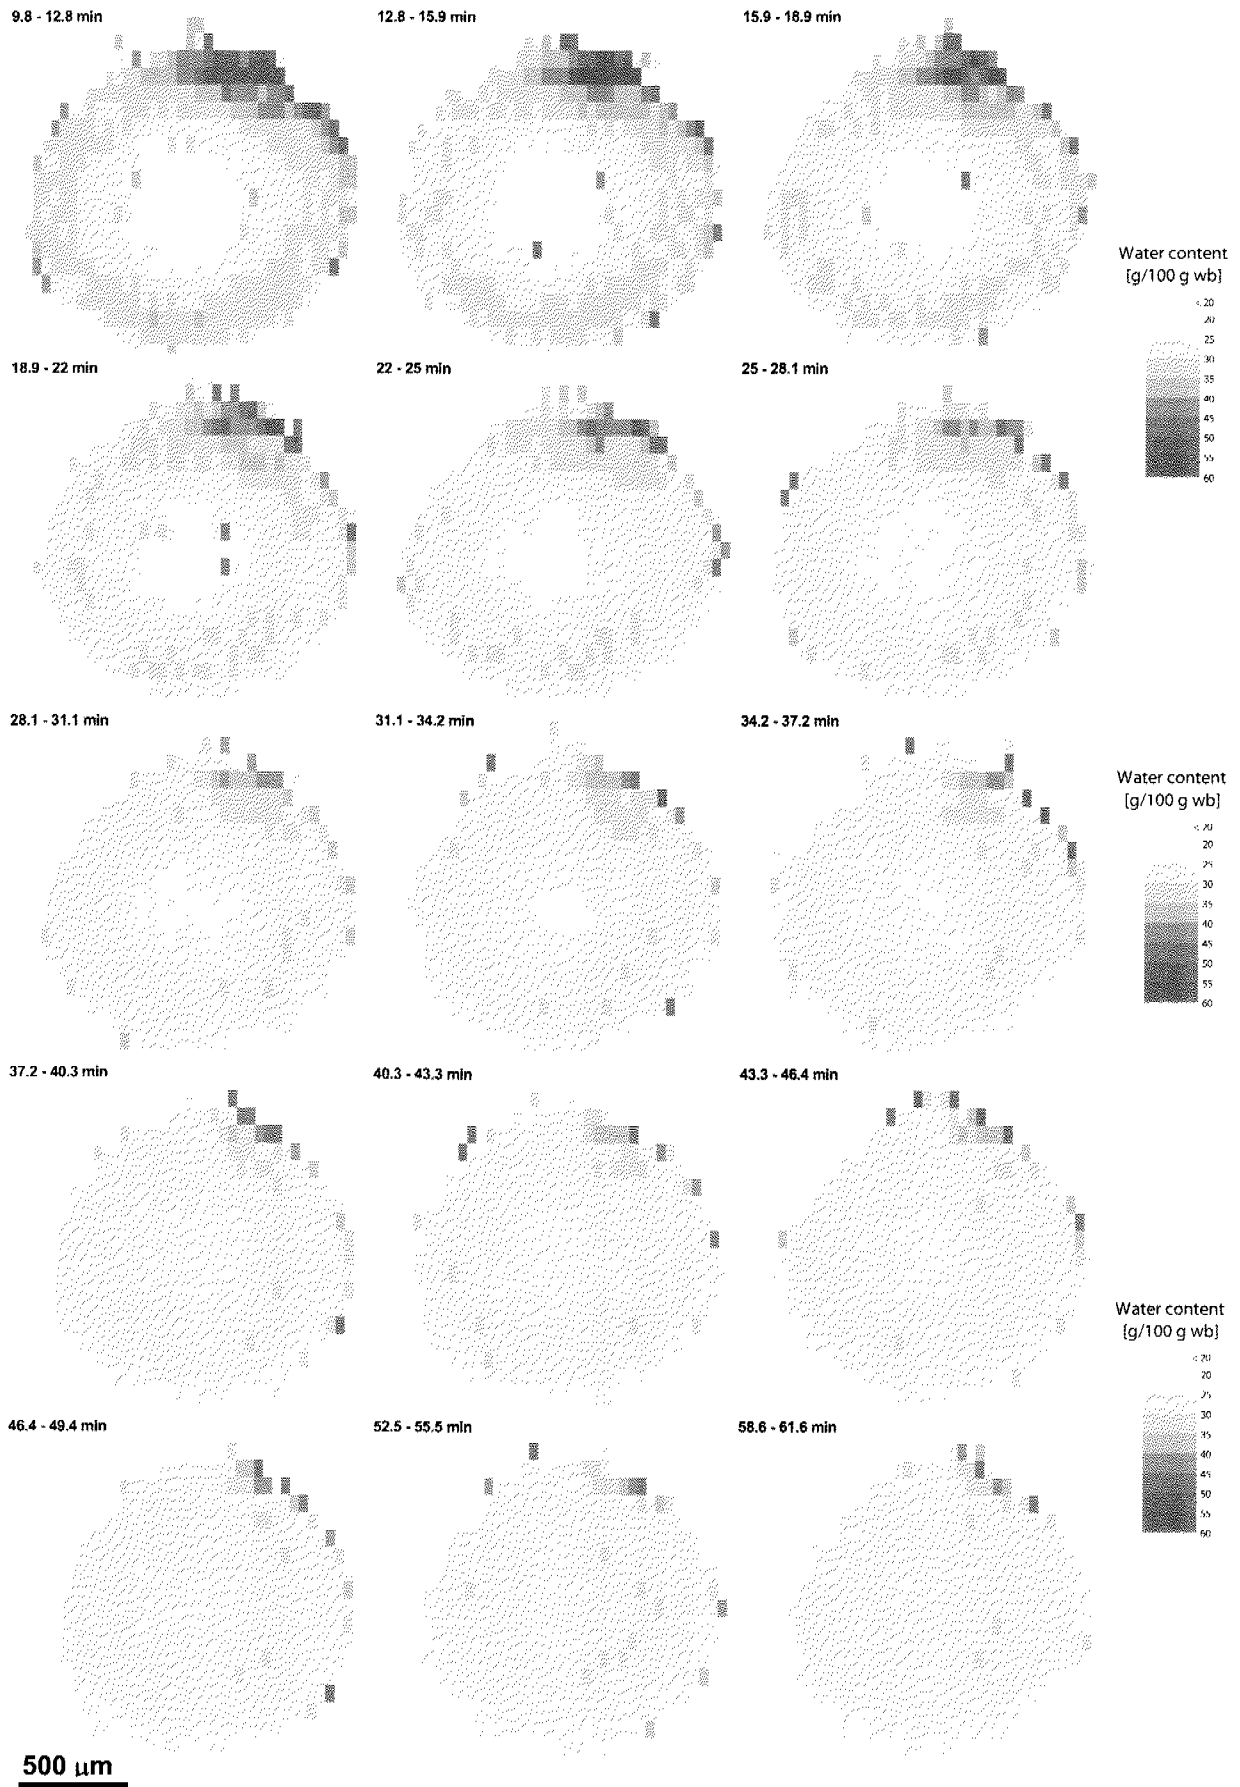 9.8 - 12.8 min
12.8 - 15.9 min
15.9 - 18.9 min
Water content
[g/100 g wb]
< 20
20
25
30
35
40
45
50
55
60
18.9 - 22 min
22 - 25 min
25 - 28.1 min
28.1 - 31.1 min
31.1 - 34.2 min
34.2 - 37.2 min
Water content
[g/100 g wb]
< 20
20
25
30
35
40
45
50
55
60
37.2 - 40.3 min
40.3 - 43.3 min
43.3 - 46.4 min
Water content
[g/100 g wb]
< 20
20
25
30
35
40
45
50
55
60
46.4 - 49.4 min
52.5 - 55.5 min
58.6 - 61.6 min
500 μm